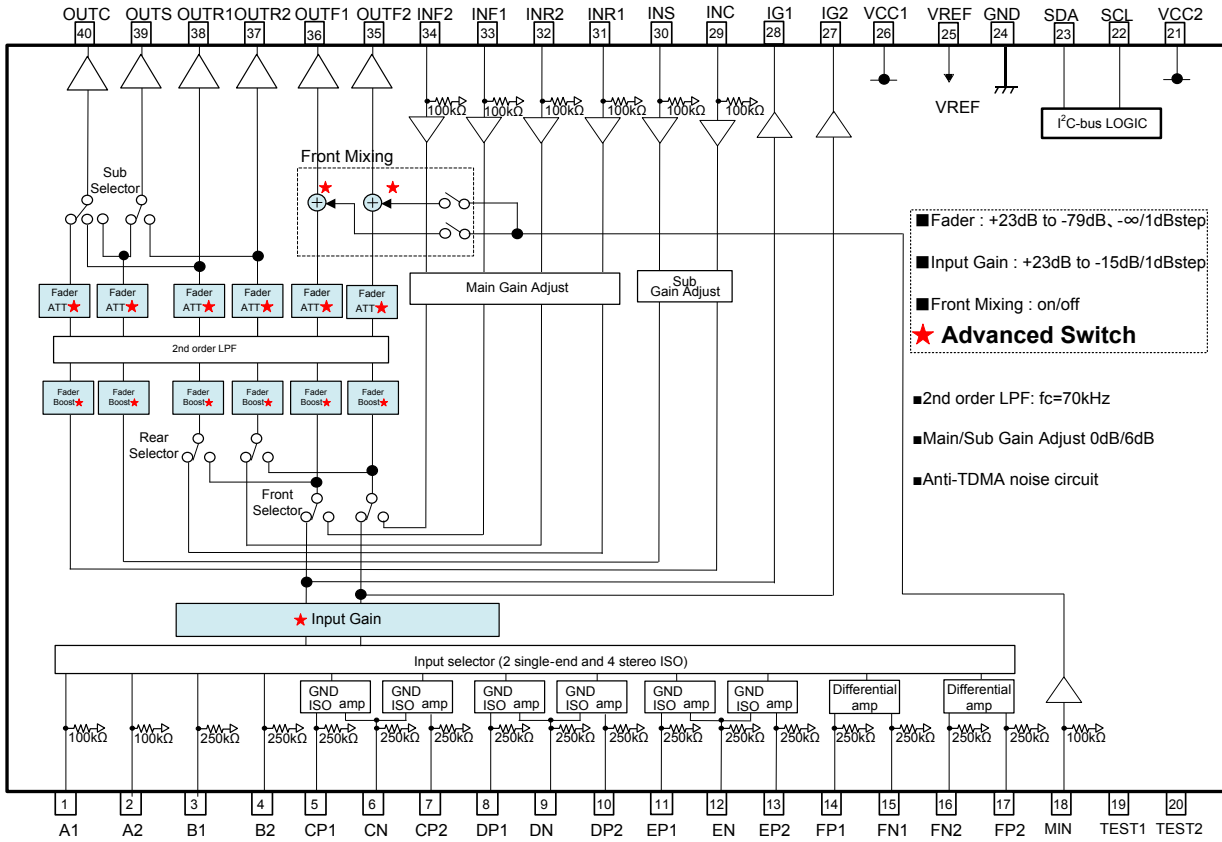 OUTC OUTS OUTR1 OUTR2 OUTF1 OUTF2 INF2 INF1 INR2 INR1 INS INC IG1 IG2 VCC1 VREF GND SDA SCL VCC2
40 39 38 37 36 35 34 33 32 31 30 29 28 27 26 25 24 23 22 21
100kΩ 100kΩ 100kΩ 100kΩ 100kΩ 100kΩ
VREF
I²C-bus LOGIC
Front Mixing
Sub
Selector
■Fader : +23dB to -79dB、-∞/1dBstep
■Input Gain : +23dB to -15dB/1dBstep
■Front Mixing : on/off
★ Advanced Switch
Main Gain Adjust
Sub
Gain Adjust
Fader
ATT★
Fader
ATT★
Fader
ATT★
Fader
ATT★
Fader
ATT★
Fader
ATT★
2nd order LPF
Fader
Boost★
Fader
Boost★
Fader
Boost★
Fader
Boost★
Fader
Boost★
Fader
Boost★
■2nd order LPF: fc=70kHz
■Main/Sub Gain Adjust 0dB/6dB
■Anti-TDMA noise circuit
Rear
Selector
Front
Selector
★ Input Gain
Input selector (2 single-end and 4 stereo ISO)
GND
ISO amp
GND
ISO amp
GND
ISO amp
GND
ISO amp
GND
ISO amp
GND
ISO amp
Differential
amp
Differential
amp
100kΩ 100kΩ 250kΩ 250kΩ 250kΩ 250kΩ 250kΩ 250kΩ 250kΩ 250kΩ 250kΩ 250kΩ 250kΩ 250kΩ 250kΩ 250kΩ 250kΩ 100kΩ
1 2 3 4 5 6 7 8 9 10 11 12 13 14 15 16 17 18 19 20
A1 A2 B1 B2 CP1 CN CP2 DP1 DN DP2 EP1 EN EP2 FP1 FN1 FN2 FP2 MIN TEST1 TEST2